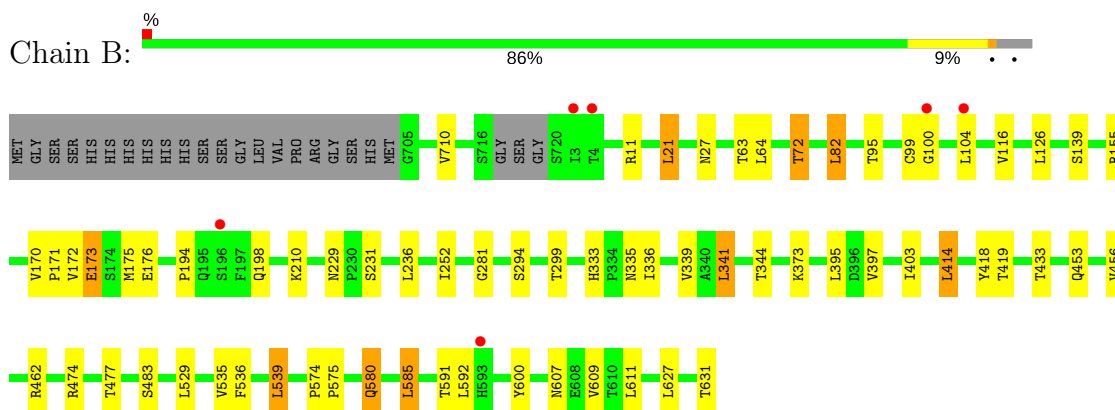 %
Chain B:
86% 9% • •
MET GLY SER SER HIS HIS HIS HIS HIS HIS SER SER GLY LEU VAL PRO ARG GLY SER HIS MET G705 V710 S716 GLY SER GLY S720 I3 T4 R11 L21 N27 T63 L64 T72 L82 T95 C99 G100 L104 V116 L126 S139
V170 P171 V172 E173 S174 M175 E176 P194 Q195 S196 F197 Q198 K210 N229 P230 S231 L236 I252 G281 S294 T299 H333 P334 N335 I336 V339 A340 L341 T344 K373 L395 D396 V397 I403 L414 Y418 T419 T433 Q453
R462 R474 T477 S483 L529 V535 F536 L539 P574 P575 Q580 L585 T591 L592 H593 Y600 N607 E608 V609 T610 L611 L627 T631